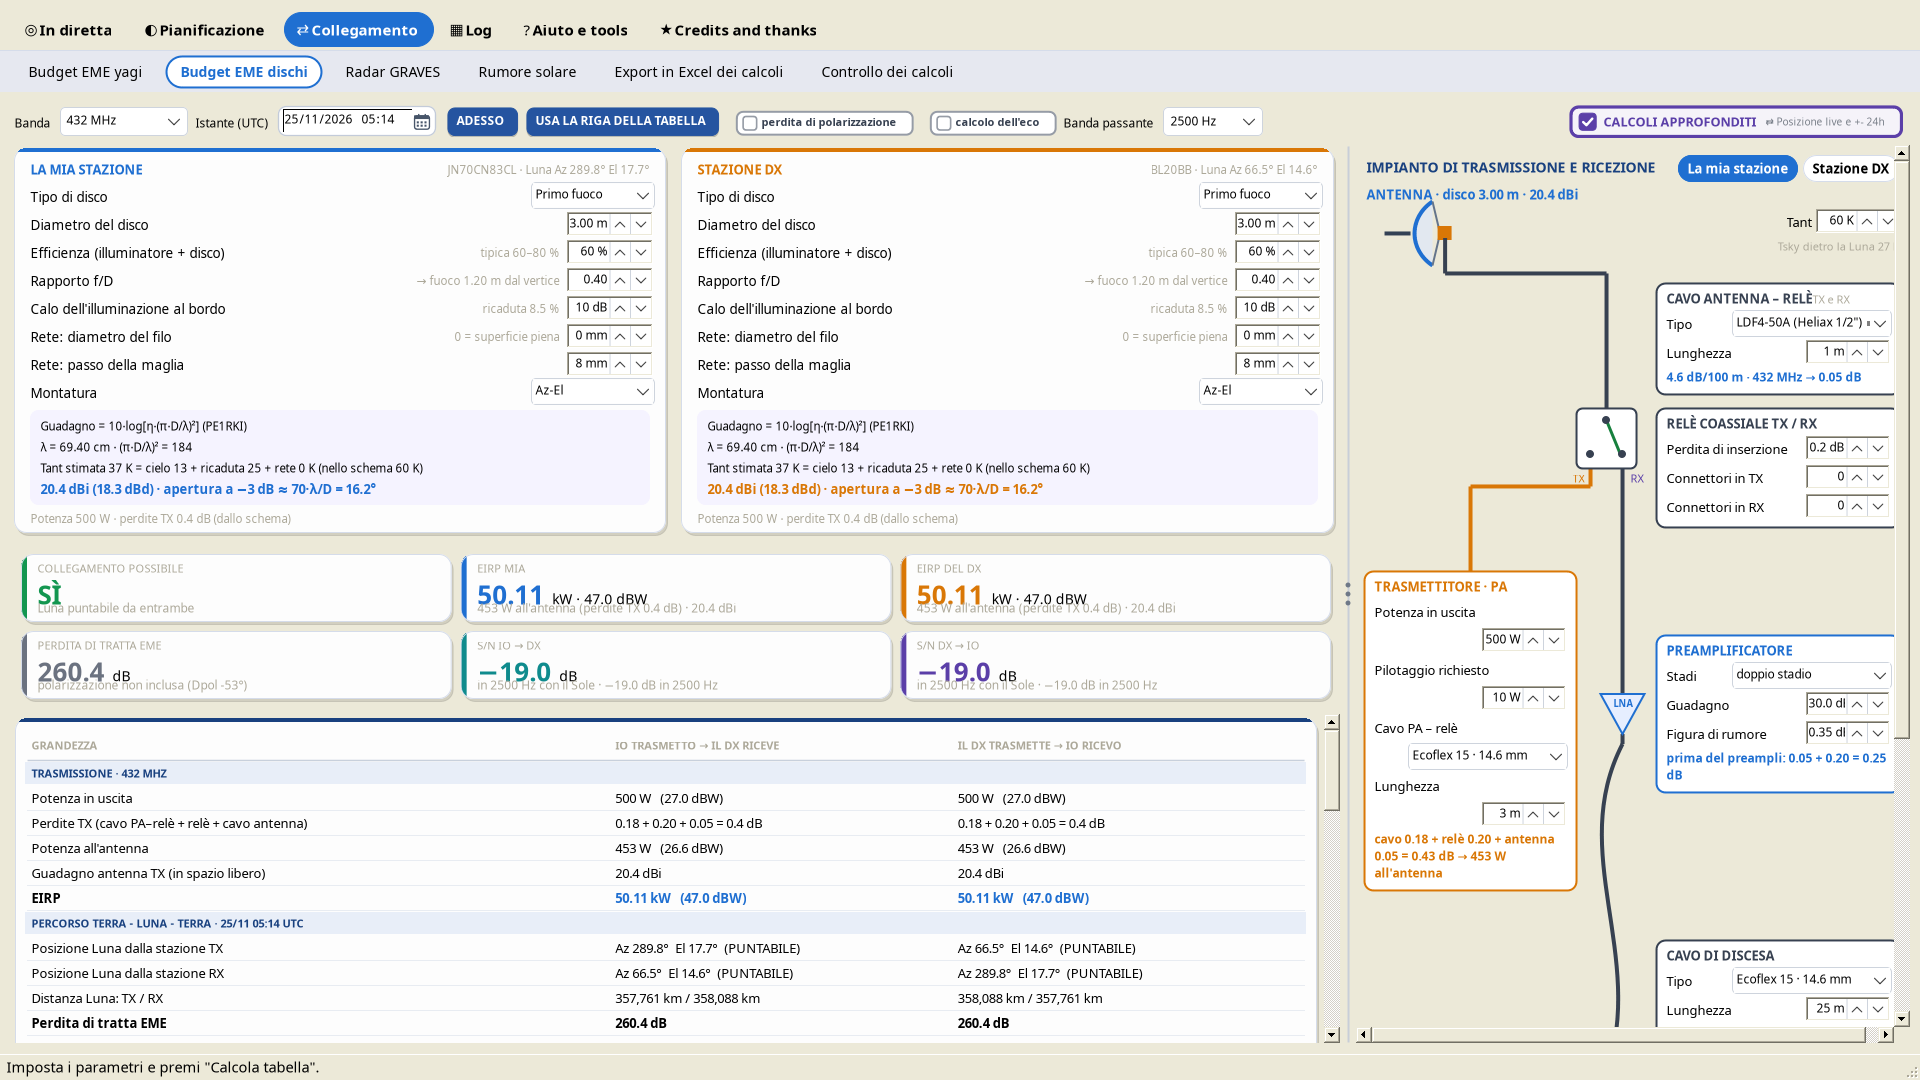 ◎ In diretta
◐ Pianificazione
⇄ Collegamento
▦ Log
? Aiuto e tools
★ Credits and thanks
Budget EME yagi
Budget EME dischi
Radar GRAVES
Rumore solare
Export in Excel dei calcoli
Controllo dei calcoli
Banda
432 MHz
Istante (UTC)
25/11/2026 05:14
ADESSO
USA LA RIGA DELLA TABELLA
perdita di polarizzazione
calcolo dell'eco
Banda passante
2500 Hz
CALCOLI APPROFONDITI ⇄ Posizione live e +- 24h
LA MIA STAZIONE
JN70CN83CL · Luna Az 289.8° El 17.7°
Tipo di disco
Primo fuoco
Diametro del disco
3.00 m
Efficienza (illuminatore + disco)
tipica 60–80 %
60 %
Rapporto f/D
→ fuoco 1.20 m dal vertice
0.40
Calo dell'illuminazione al bordo
ricaduta 8.5 %
10 dB
Rete: diametro del filo
0 = superficie piena
0 mm
Rete: passo della maglia
8 mm
Montatura
Az-El
Guadagno = 10·log[η·(π·D/λ)²] (PE1RKI)
λ = 69.40 cm · (π·D/λ)² = 184
Tant stimata 37 K = cielo 13 + ricaduta 25 + rete 0 K (nello schema 60 K)
20.4 dBi (18.3 dBd) · apertura a −3 dB ≈ 70·λ/D = 16.2°
Potenza 500 W · perdite TX 0.4 dB (dallo schema)
STAZIONE DX
BL20BB · Luna Az 66.5° El 14.6°
Tipo di disco
Primo fuoco
Diametro del disco
3.00 m
Efficienza (illuminatore + disco)
tipica 60–80 %
60 %
Rapporto f/D
→ fuoco 1.20 m dal vertice
0.40
Calo dell'illuminazione al bordo
ricaduta 8.5 %
10 dB
Rete: diametro del filo
0 = superficie piena
0 mm
Rete: passo della maglia
8 mm
Montatura
Az-El
Guadagno = 10·log[η·(π·D/λ)²] (PE1RKI)
λ = 69.40 cm · (π·D/λ)² = 184
Tant stimata 37 K = cielo 13 + ricaduta 25 + rete 0 K (nello schema 60 K)
20.4 dBi (18.3 dBd) · apertura a −3 dB ≈ 70·λ/D = 16.2°
Potenza 500 W · perdite TX 0.4 dB (dallo schema)
COLLEGAMENTO POSSIBILE
SÌ
Luna puntabile da entrambe
EIRP MIA
50.11 kW · 47.0 dBW
453 W all'antenna (perdite TX 0.4 dB) · 20.4 dBi
EIRP DEL DX
50.11 kW · 47.0 dBW
453 W all'antenna (perdite TX 0.4 dB) · 20.4 dBi
PERDITA DI TRATTA EME
260.4 dB
polarizzazione non inclusa (Dpol -53°)
S/N IO → DX
−19.0 dB
in 2500 Hz con il Sole · −19.0 dB in 2500 Hz
S/N DX → IO
−19.0 dB
in 2500 Hz con il Sole · −19.0 dB in 2500 Hz
GRANDEZZA
IO TRASMETTO → IL DX RICEVE
IL DX TRASMETTE → IO RICEVO
TRASMISSIONE · 432 MHZ
Potenza in uscita
500 W (27.0 dBW)
500 W (27.0 dBW)
Perdite TX (cavo PA–relè + relè + cavo antenna)
0.18 + 0.20 + 0.05 = 0.4 dB
0.18 + 0.20 + 0.05 = 0.4 dB
Potenza all'antenna
453 W (26.6 dBW)
453 W (26.6 dBW)
Guadagno antenna TX (in spazio libero)
20.4 dBi
20.4 dBi
EIRP
50.11 kW (47.0 dBW)
50.11 kW (47.0 dBW)
PERCORSO TERRA - LUNA - TERRA · 25/11 05:14 UTC
Posizione Luna dalla stazione TX
Az 289.8° El 17.7° (PUNTABILE)
Az 66.5° El 14.6° (PUNTABILE)
Posizione Luna dalla stazione RX
Az 66.5° El 14.6° (PUNTABILE)
Az 289.8° El 17.7° (PUNTABILE)
Distanza Luna: TX / RX
357,761 km / 358,088 km
358,088 km / 357,761 km
Perdita di tratta EME
260.4 dB
260.4 dB
IMPIANTO DI TRASMISSIONE E RICEZIONE
La mia stazione
Stazione DX
ANTENNA · disco 3.00 m · 20.4 dBi
Tant
60 K
Tsky dietro la Luna 27
CAVO ANTENNA – RELÈ TX e RX
Tipo
LDF4-50A (Heliax 1/2")
Lunghezza
1 m
4.6 dB/100 m · 432 MHz → 0.05 dB
RELÈ COASSIALE TX / RX
Perdita di inserzione
0.2 dB
Connettori in TX
0
Connettori in RX
0
TX
RX
TRASMETTITORE · PA
Potenza in uscita
500 W
Pilotaggio richiesto
10 W
Cavo PA – relè
Ecoflex 15 · 14.6 mm
Lunghezza
3 m
cavo 0.18 + relè 0.20 + antenna
0.05 = 0.43 dB → 453 W
all'antenna
LNA
PREAMPLIFICATORE
Stadi
doppio stadio
Guadagno
30.0 dl
Figura di rumore
0.35 dl
prima del preampli: 0.05 + 0.20 = 0.25
dB
CAVO DI DISCESA
Tipo
Ecoflex 15 · 14.6 mm
Lunghezza
25 m
Imposta i parametri e premi "Calcola tabella".